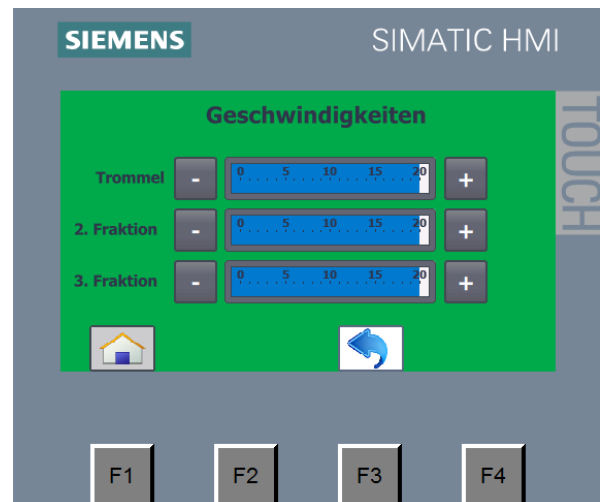 SIEMENS SIMATIC HMI
TOUCH
Geschwindigkeiten
Trommel - 0 5 10 15 20 +
2. Fraktion - 0 5 10 15 20 +
3. Fraktion - 0 5 10 15 20 +
F1 F2 F3 F4